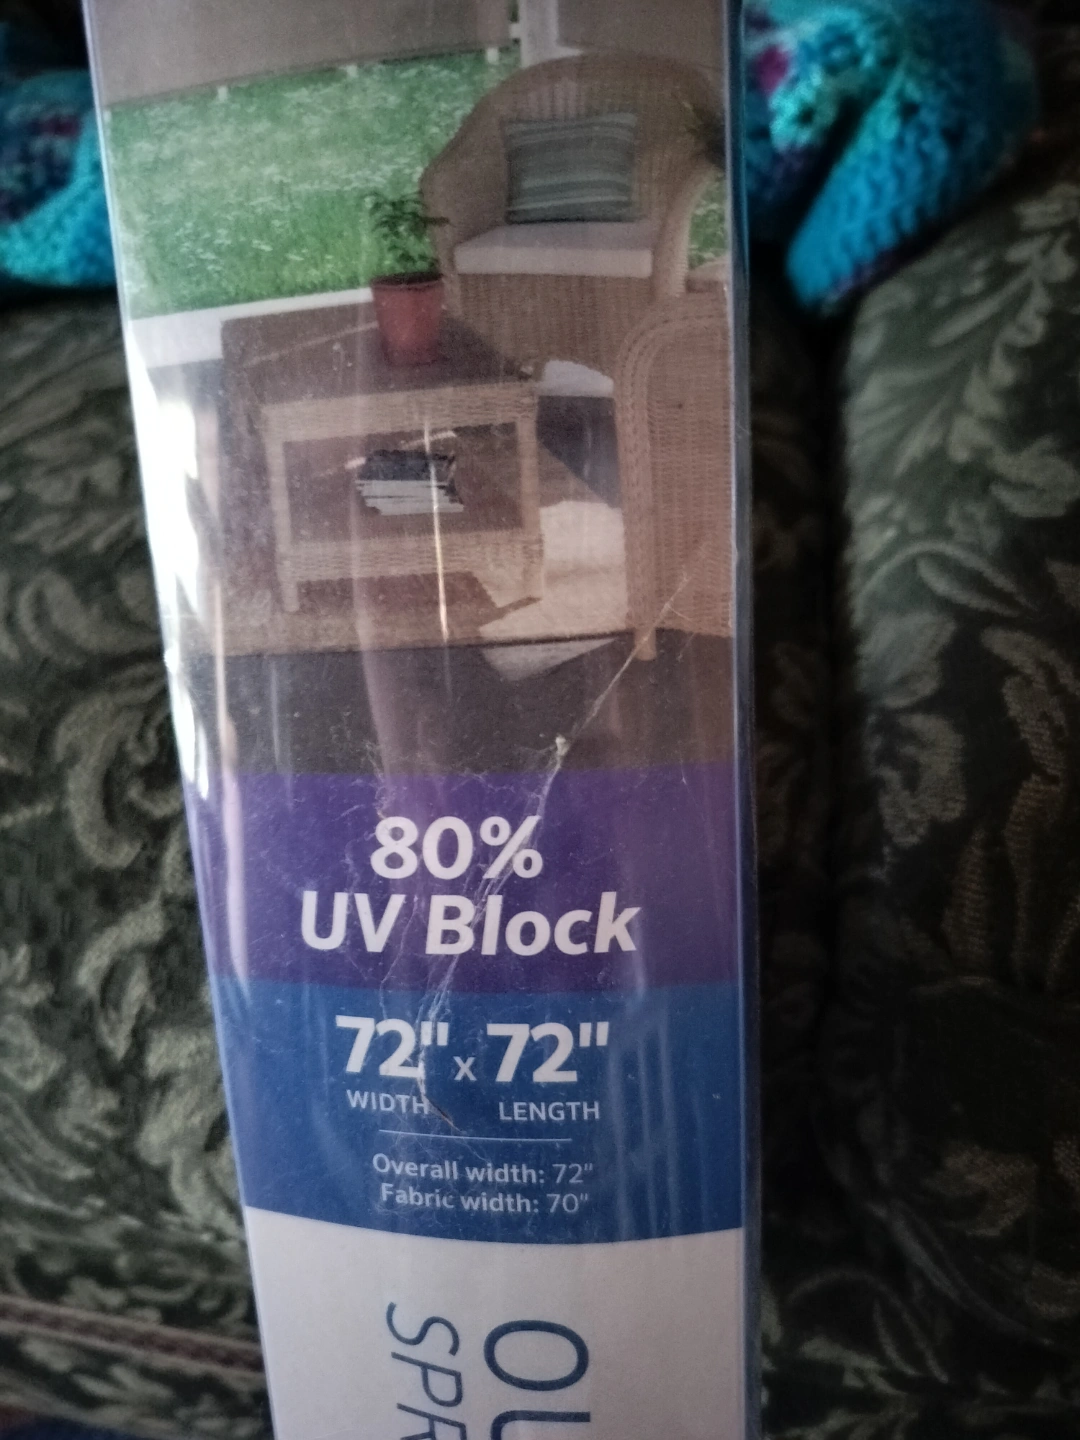 80%
UV Block
72" x 72"
WIDTH LENGTH
Overall width: 72"
Fabric width: 70"